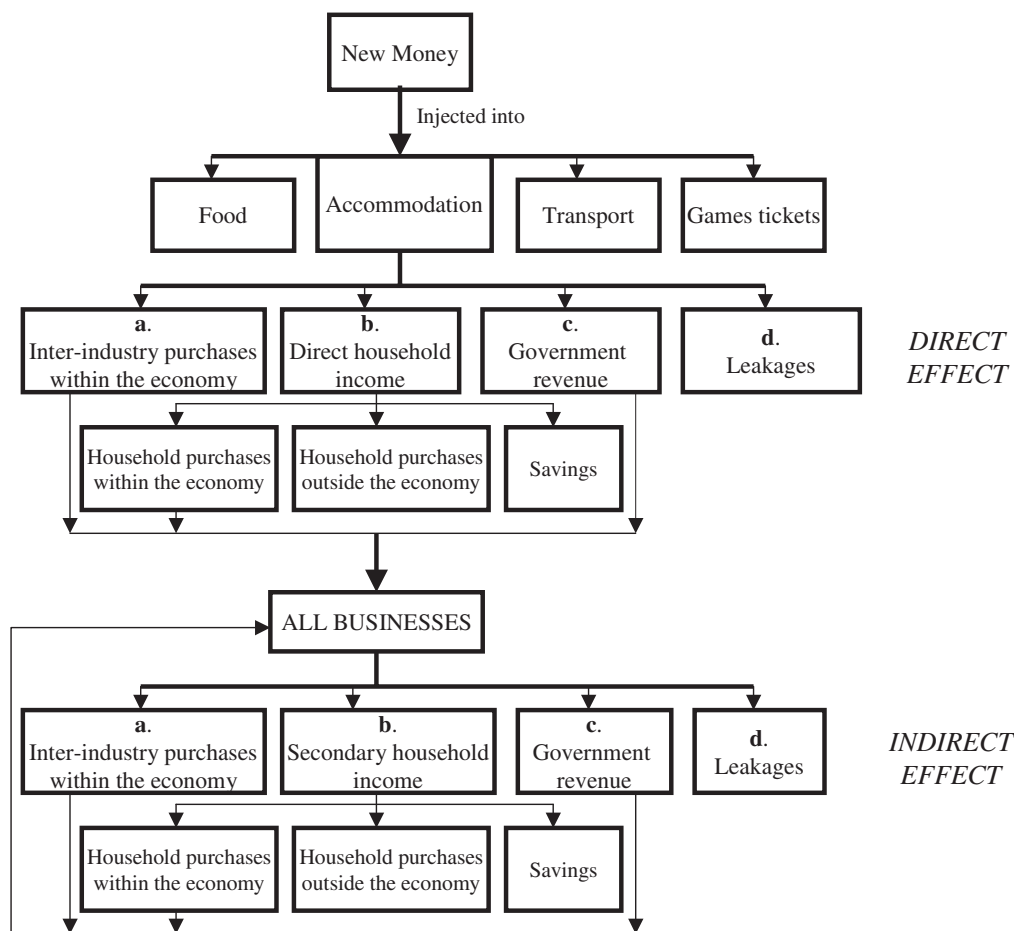 New Money
Injected into
Food
Accommodation
Transport
Games tickets
a.
Inter-industry purchases
within the economy
b.
Direct household
income
c.
Government
revenue
d.
Leakages
DIRECT
EFFECT
Household purchases
within the economy
Household purchases
outside the economy
Savings
ALL BUSINESSES
a.
Inter-industry purchases
within the economy
b.
Secondary household
income
c.
Government
revenue
d.
Leakages
INDIRECT
EFFECT
Household purchases
within the economy
Household purchases
outside the economy
Savings